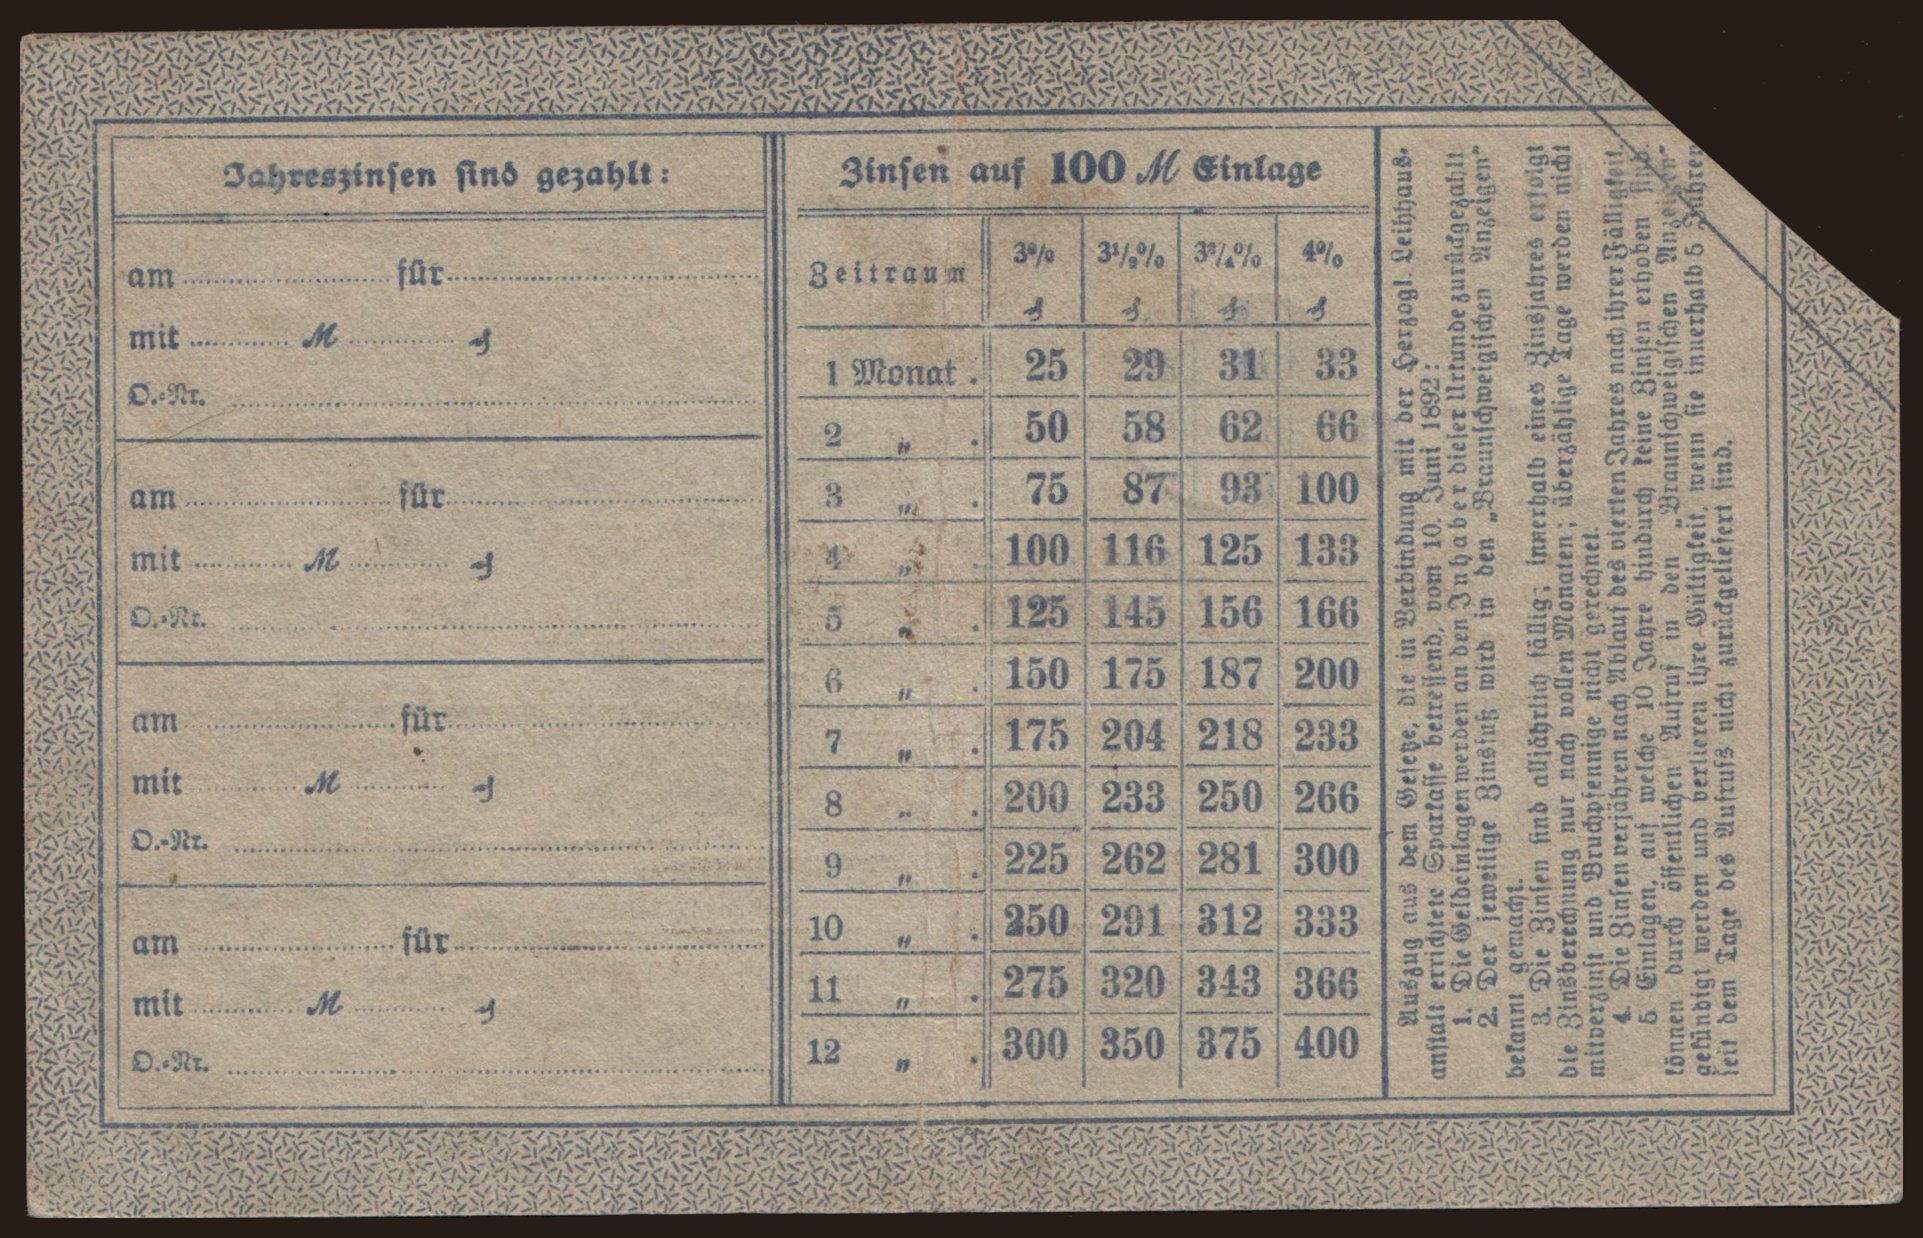 Jahreszinsen sind gezahlt:
am ............ für ............
mit ............ ℳ ............ ₰
O.-Nr. ............
am ............ für ............
mit ............ ℳ ............ ₰
O.-Nr. ............
am ............ für ............
mit ............ ℳ ............ ₰
O.-Nr. ............
am ............ für ............
mit ............ ℳ ............ ₰
O.-Nr. ............
Zinsen auf 100 ℳ Einlage
Zeitraum 3% 3½% 3¾% 4%
₰ ₰ ₰ ₰
1 Monat . 25 29 31 33
2 „ . 50 58 62 66
3 „ . 75 87 93 100
4 „ . 100 116 125 133
5 „ . 125 145 156 166
6 „ . 150 175 187 200
7 „ . 175 204 218 233
8 „ . 200 233 250 266
9 „ . 225 262 281 300
10 „ . 250 291 312 333
11 „ . 275 320 343 366
12 „ . 300 350 375 400
Auszug aus dem Gesetze, die in Verbindung mit der Herzogl. Leihhaus-
anstalt errichtete Sparkasse betreffend, vom 10. Juni 1892:
1. Die Geldeinlagen werden an den Inhaber dieser Urkunde zurückgezahlt
2. Der jeweilige Zinsfuß wird in den „Braunschweigischen Anzeigen“
bekannt gemacht.
3. Die Zinsen sind alljährlich fällig; innerhalb eines Zinsjahres erfolgt
die Zinsberechnung nur nach vollen Monaten; überzählige Tage werden nicht
mitverzinst und Bruchpfennige nicht gerechnet.
4. Die Zinsen verjähren nach Ablauf des vierten Jahres nach ihrer Fälligkeit.
5. Einlagen, auf welche 10 Jahre hindurch keine Zinsen erhoben sind,
können durch öffentlichen Aufruf in den „Braunschweigischen Anzeigen“
gekündigt werden und verlieren ihre Gültigkeit, wenn sie innerhalb 5 Jahren
seit dem Tage des Aufrufs nicht zurückgeliefert sind.